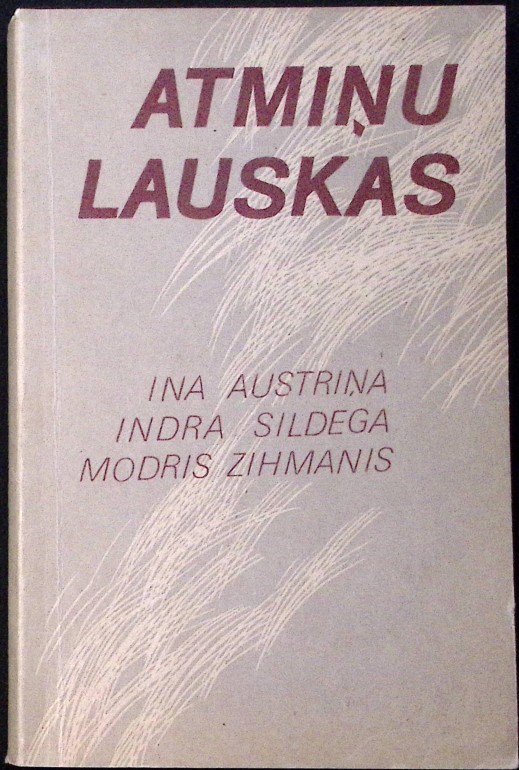 ATMIŅU
LAUSKAS
INA AUSTRIŅA
INDRA SILDEGA
MODRIS ZIHMANIS